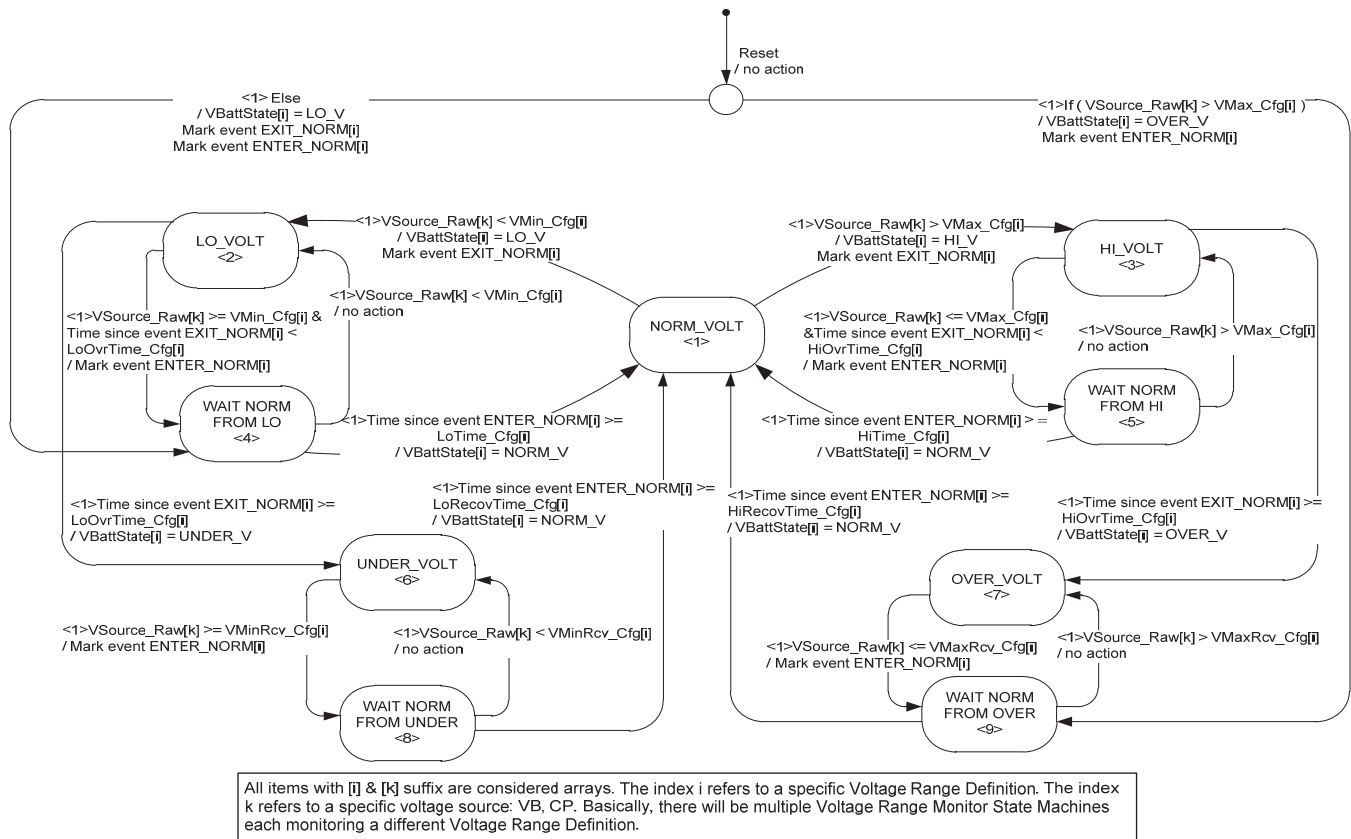 Reset
/ no action
<1> Else
/ VBattState[i] = LO_V
Mark event EXIT_NORM[i]
Mark event ENTER_NORM[i]
<1>If ( VSource_Raw[k] > VMax_Cfg[i] )
/ VBattState[i] = OVER_V
Mark event ENTER_NORM[i]
LO_VOLT
<2>
<1>VSource_Raw[k] < VMin_Cfg[i]
/ VBattState[i] = LO_V
Mark event EXIT_NORM[i]
<1>VSource_Raw[k] > VMax_Cfg[i]
/ VBattState[i] = HI_V
Mark event EXIT_NORM[i]
HI_VOLT
<3>
<1>VSource_Raw[k] >= VMin_Cfg[i] &
Time since event EXIT_NORM[i] <
LoOvrTime_Cfg[i]
/ Mark event ENTER_NORM[i]
<1>VSource_Raw[k] < VMin_Cfg[i]
/ no action
NORM_VOLT
<1>
<1>VSource_Raw[k] <= VMax_Cfg[i]
&Time since event EXIT_NORM[i] <
HiOvrTime_Cfg[i]
/ Mark event ENTER_NORM[i]
<1>VSource_Raw[k] > VMax_Cfg[i]
/ no action
WAIT NORM
FROM LO
<4>
<1>Time since event ENTER_NORM[i] >=
LoTime_Cfg[i]
/ VBattState[i] = NORM_V
<1>Time since event ENTER_NORM[i] > =
HiTime_Cfg[i]
/ VBattState[i] = NORM_V
WAIT NORM
FROM HI
<5>
<1>Time since event EXIT_NORM[i] >=
LoOvrTime_Cfg[i]
/ VBattState[i] = UNDER_V
<1>Time since event ENTER_NORM[i] >=
LoRecovTime_Cfg[i]
/ VBattState[i] = NORM_V
<1>Time since event ENTER_NORM[i] >=
HiRecovTime_Cfg[i]
/ VBattState[i] = NORM_V
<1>Time since event EXIT_NORM[i] >=
HiOvrTime_Cfg[i]
/ VBattState[i] = OVER_V
UNDER_VOLT
<6>
OVER_VOLT
<7>
<1>VSource_Raw[k] >= VMinRcv_Cfg[i]
/ Mark event ENTER_NORM[i]
<1>VSource_Raw[k] < VMinRcv_Cfg[i]
/ no action
<1>VSource_Raw[k] <= VMaxRcv_Cfg[i]
/ Mark event ENTER_NORM[i]
<1>VSource_Raw[k] > VMaxRcv_Cfg[i]
/ no action
WAIT NORM
FROM UNDER
<8>
WAIT NORM
FROM OVER
<9>
All items with [i] & [k] suffix are considered arrays. The index i refers to a specific Voltage Range Definition. The index
k refers to a specific voltage source: VB, CP. Basically, there will be multiple Voltage Range Monitor State Machines
each monitoring a different Voltage Range Definition.